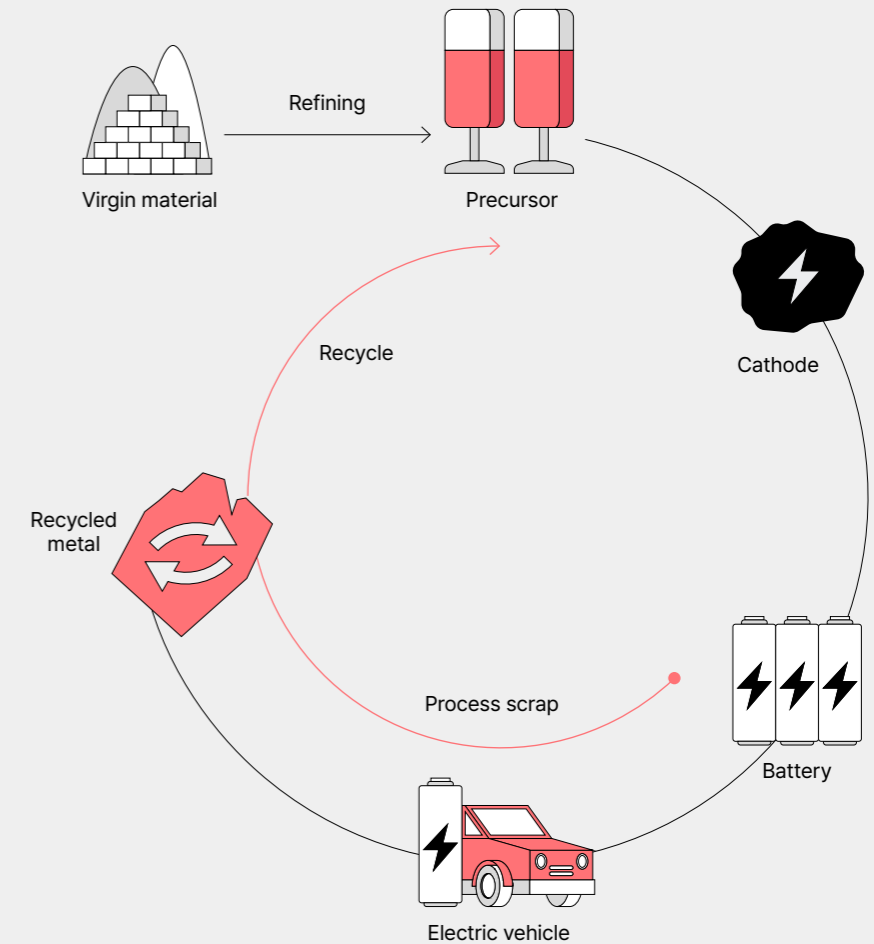 Refining
Virgin material
Precursor
Recycle
Cathode
Recycled
metal
Process scrap
Battery
Electric vehicle